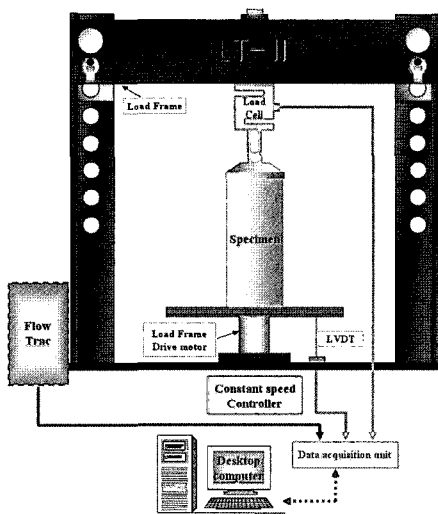 LT-II
Load Frame
Load
Cell
Specimen
Flow
Trac
Load Frame
Drive motor
LVDT
Constant speed
Controller
Desktop
computer
Data acquisition unit